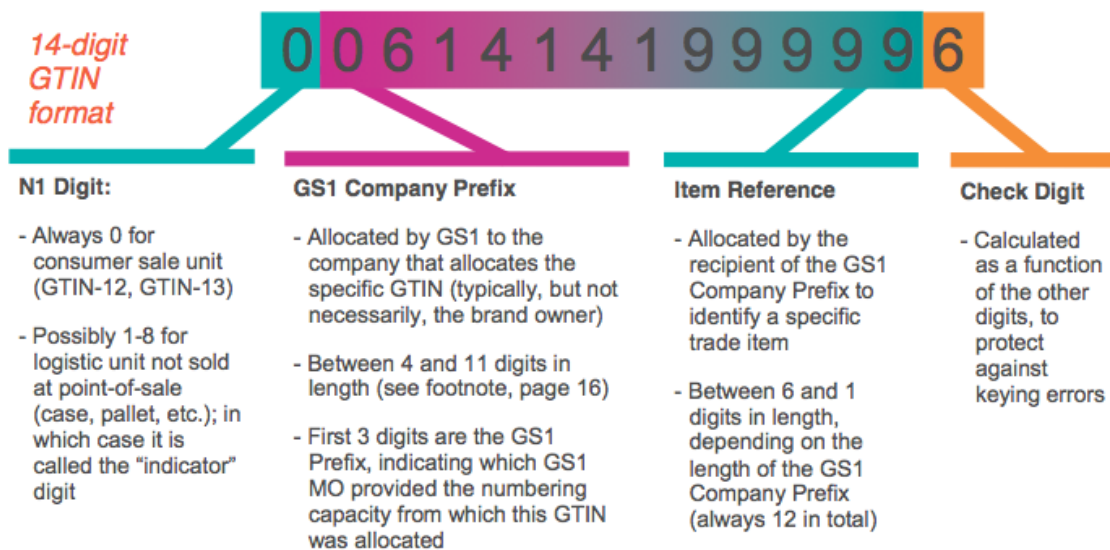 14-digit
GTIN
format
0 0 6 1 4 1 4 1 9 9 9 9 9 6
N1 Digit:
- Always 0 for
consumer sale unit
(GTIN-12, GTIN-13)
- Possibly 1-8 for
logistic unit not sold
at point-of-sale
(case, pallet, etc.); in
which case it is
called the “indicator”
digit
GS1 Company Prefix
- Allocated by GS1 to the
company that allocates the
specific GTIN (typically, but not
necessarily, the brand owner)
- Between 4 and 11 digits in
length (see footnote, page 16)
- First 3 digits are the GS1
Prefix, indicating which GS1
MO provided the numbering
capacity from which this GTIN
was allocated
Item Reference
- Allocated by the
recipient of the GS1
Company Prefix to
identify a specific
trade item
- Between 6 and 1
digits in length,
depending on the
length of the GS1
Company Prefix
(always 12 in total)
Check Digit
- Calculated
as a function
of the other
digits, to
protect
against
keying errors